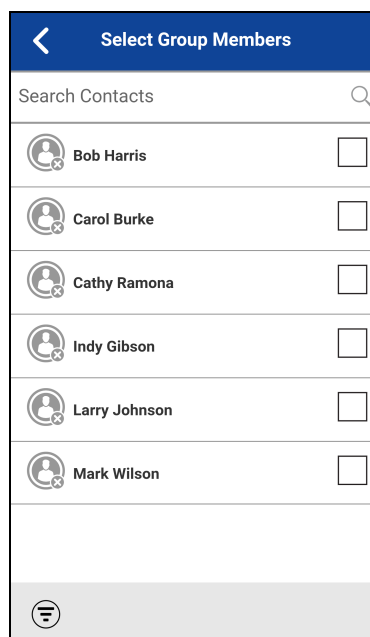 Select Group Members
Search Contacts
Bob Harris
Carol Burke
Cathy Ramona
Indy Gibson
Larry Johnson
Mark Wilson